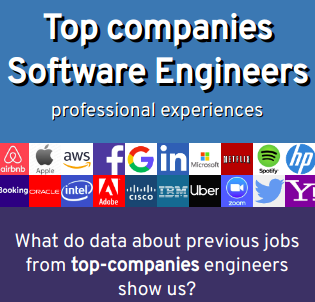 Top companies
Software Engineers
professional experiences
airbnb Apple aws f G in Microsoft NETFLIX Spotify hp
Booking ORACLE intel Adobe CISCO IBM Uber zoom Y!
What do data about previous jobs
from top-companies engineers
show us?